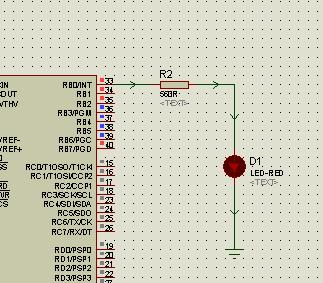 RB0/INT 33
RB1 34
RB2 35
RB3/PGM 36
RB4 37
RB5 38
RB6/PGC 39
RB7/PGD 40
RC0/T1OSO/T1CKI 15
RC1/T1OSI/CCP2 16
RC2/CCP1 17
RC3/SCK/SCL 18
RC4/SDI/SDA 23
RC5/SDO 24
RC6/TX/CK 25
RC7/RX/DT 26
RD0/PSP0 19
RD1/PSP1 20
RD2/PSP2 21
RD3/PSP3 22
R2
560R
<TEXT>
D1
LED-RED
<TEXT>